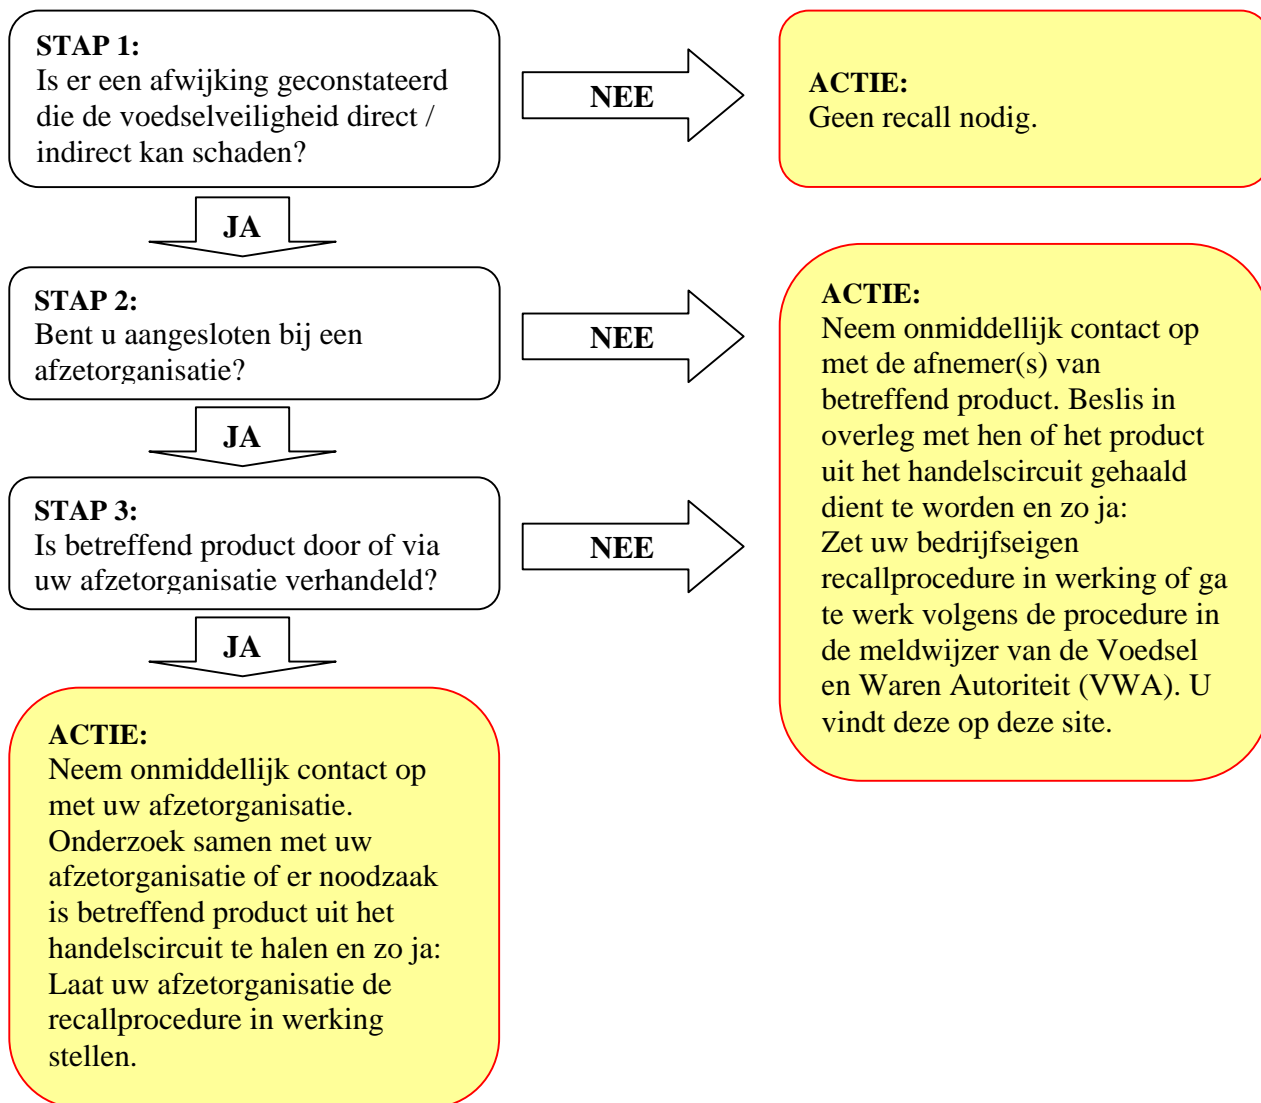 STAP 1:
Is er een afwijking geconstateerd
die de voedselveiligheid direct /
indirect kan schaden?
NEE
ACTIE:
Geen recall nodig.
JA
STAP 2:
Bent u aangesloten bij een
afzetorganisatie?
NEE
ACTIE:
Neem onmiddellijk contact op
met de afnemer(s) van
betreffend product. Beslis in
overleg met hen of het product
uit het handelscircuit gehaald
dient te worden en zo ja:
Zet uw bedrijfseigen
recallprocedure in werking of ga
te werk volgens de procedure in
de meldwijzer van de Voedsel
en Waren Autoriteit (VWA). U
vindt deze op deze site.
JA
STAP 3:
Is betreffend product door of via
uw afzetorganisatie verhandeld?
NEE
JA
ACTIE:
Neem onmiddellijk contact op
met uw afzetorganisatie.
Onderzoek samen met uw
afzetorganisatie of er noodzaak
is betreffend product uit het
handelscircuit te halen en zo ja:
Laat uw afzetorganisatie de
recallprocedure in werking
stellen.